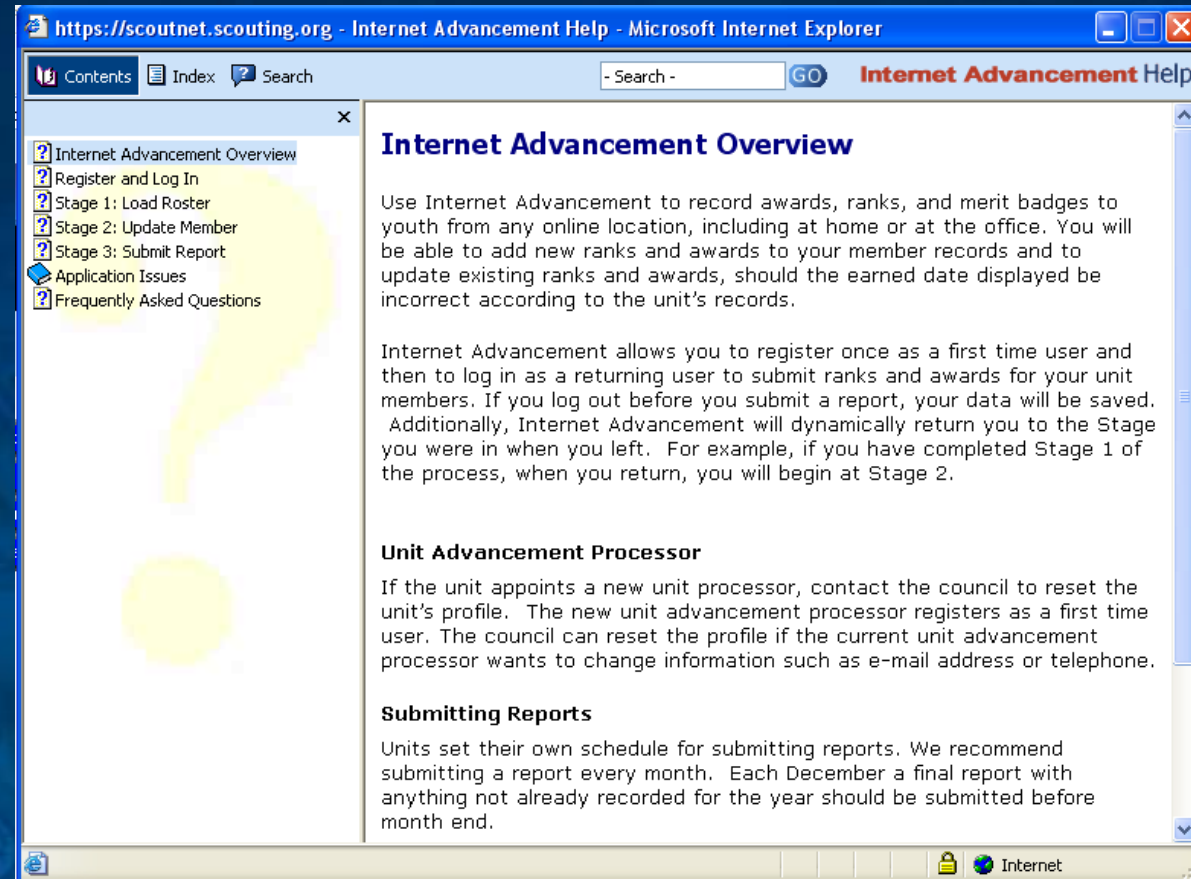 https://scoutnet.scouting.org - Internet Advancement Help - Microsoft Internet Explorer
Contents Index Search - Search - GO Internet Advancement Help
Internet Advancement Overview
Register and Log In
Stage 1: Load Roster
Stage 2: Update Member
Stage 3: Submit Report
Application Issues
Frequently Asked Questions
Internet Advancement Overview
Use Internet Advancement to record awards, ranks, and merit badges to
youth from any online location, including at home or at the office. You will
be able to add new ranks and awards to your member records and to
update existing ranks and awards, should the earned date displayed be
incorrect according to the unit's records.
Internet Advancement allows you to register once as a first time user and
then to log in as a returning user to submit ranks and awards for your unit
members. If you log out before you submit a report, your data will be saved.
Additionally, Internet Advancement will dynamically return you to the Stage
you were in when you left. For example, if you have completed Stage 1 of
the process, when you return, you will begin at Stage 2.
Unit Advancement Processor
If the unit appoints a new unit processor, contact the council to reset the
unit's profile. The new unit advancement processor registers as a first time
user. The council can reset the profile if the current unit advancement
processor wants to change information such as e-mail address or telephone.
Submitting Reports
Units set their own schedule for submitting reports. We recommend
submitting a report every month. Each December a final report with
anything not already recorded for the year should be submitted before
month end.
Internet